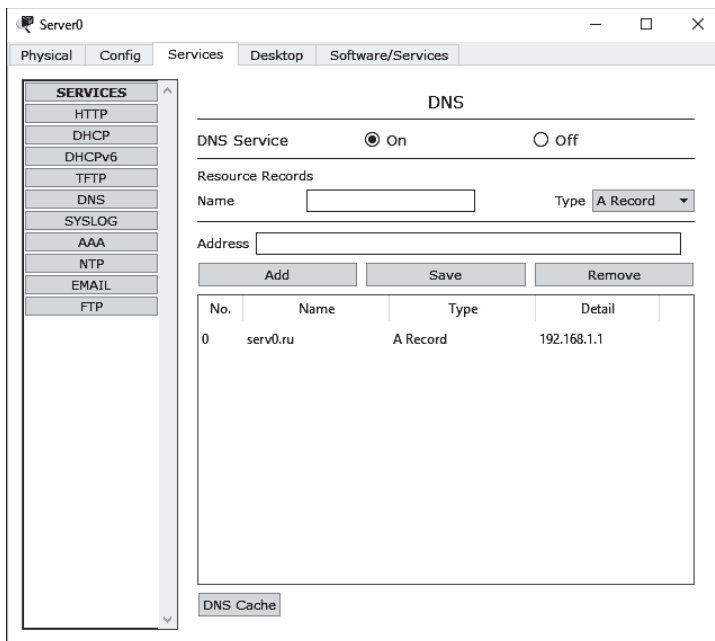 Server0
Physical Config Services Desktop Software/Services
SERVICES
HTTP
DHCP
DHCPv6
TFTP
DNS
SYSLOG
AAA
NTP
EMAIL
FTP
DNS
DNS Service On Off
Resource Records
Name Type A Record
Address
Add Save Remove
No. Name Type Detail
0 serv0.ru A Record 192.168.1.1
DNS Cache